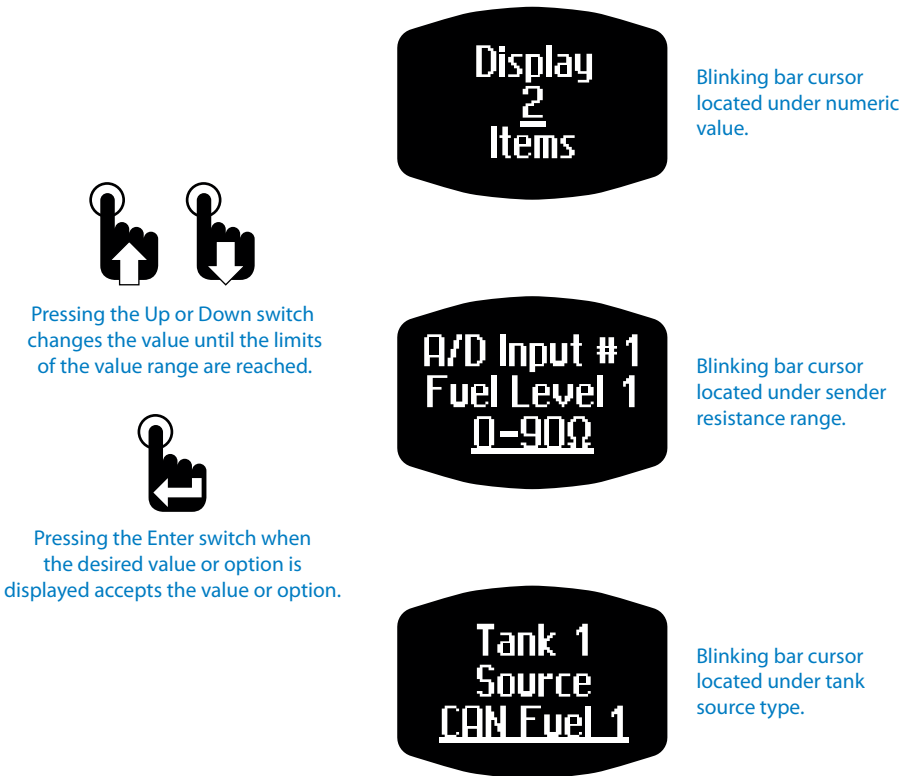 Display
2
Items
Blinking bar cursor
located under numeric
value.
Pressing the Up or Down switch
changes the value until the limits
of the value range are reached.
A/D Input #1
Fuel Level 1
0-90Ω
Blinking bar cursor
located under sender
resistance range.
Pressing the Enter switch when
the desired value or option is
displayed accepts the value or option.
Tank 1
Source
CAN Fuel 1
Blinking bar cursor
located under tank
source type.